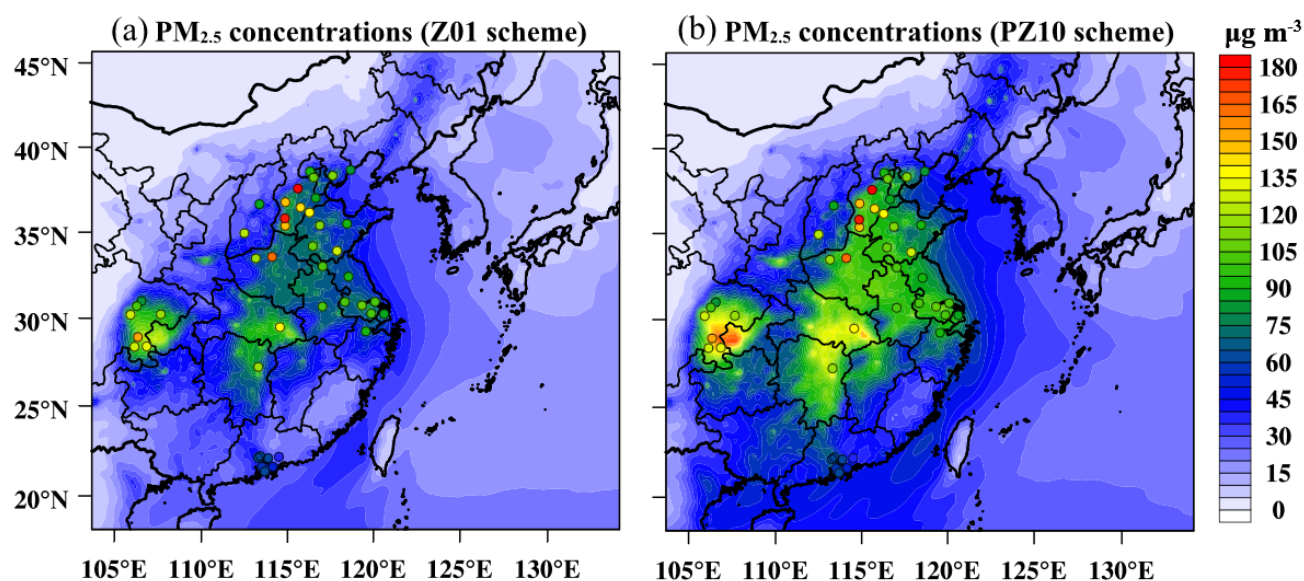 (a) PM2.5 concentrations (Z01 scheme)
(b) PM2.5 concentrations (PZ10 scheme)
µg m-3
45°N
40°N
35°N
30°N
25°N
20°N
105°E 110°E 115°E 120°E 125°E 130°E
105°E 110°E 115°E 120°E 125°E 130°E
180
165
150
135
120
105
90
75
60
45
30
15
0